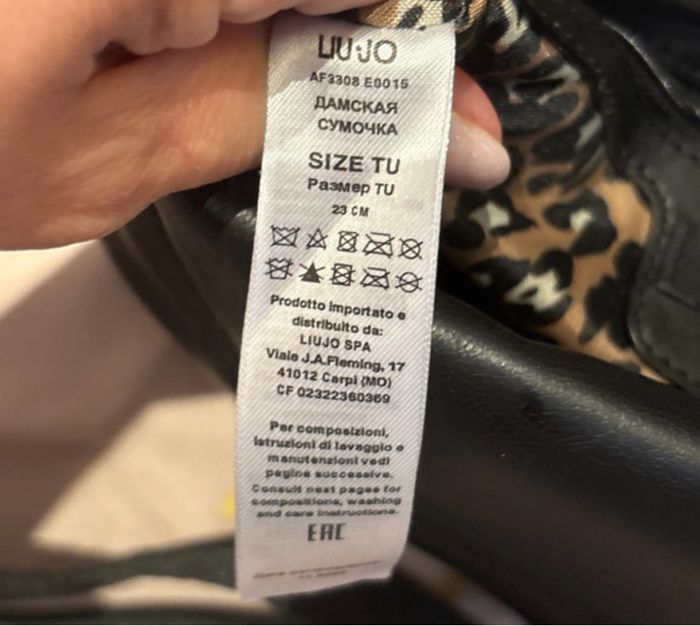 LIU·JO
AF3308 E0015
ДАМСКАЯ
СУМОЧКА
SIZE TU
Размер TU
23 CM
Prodotto importato e
distribuito da:
LIUJO SPA
Viale J.A.Fleming, 17
41012 Carpi (MO)
CF 02322360369
Per composizioni,
istruzioni di lavaggio e
manutenzioni vedi
pagine successive.
Consult next pages for
compositions, washing
and care instructions.
EAC